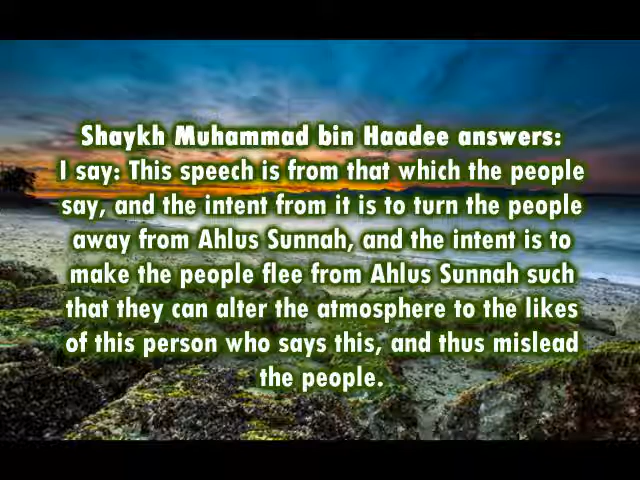 Shaykh Muhammad bin Haadee answers:
I say: This speech is from that which the people
say, and the intent from it is to turn the people
away from Ahlus Sunnah, and the intent is to
make the people flee from Ahlus Sunnah such
that they can alter the atmosphere to the likes
of this person who says this, and thus mislead
the people.